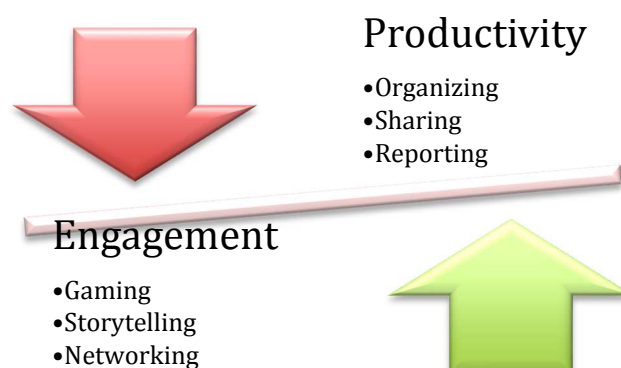 Productivity
•Organizing
•Sharing
•Reporting
Engagement
•Gaming
•Storytelling
•Networking